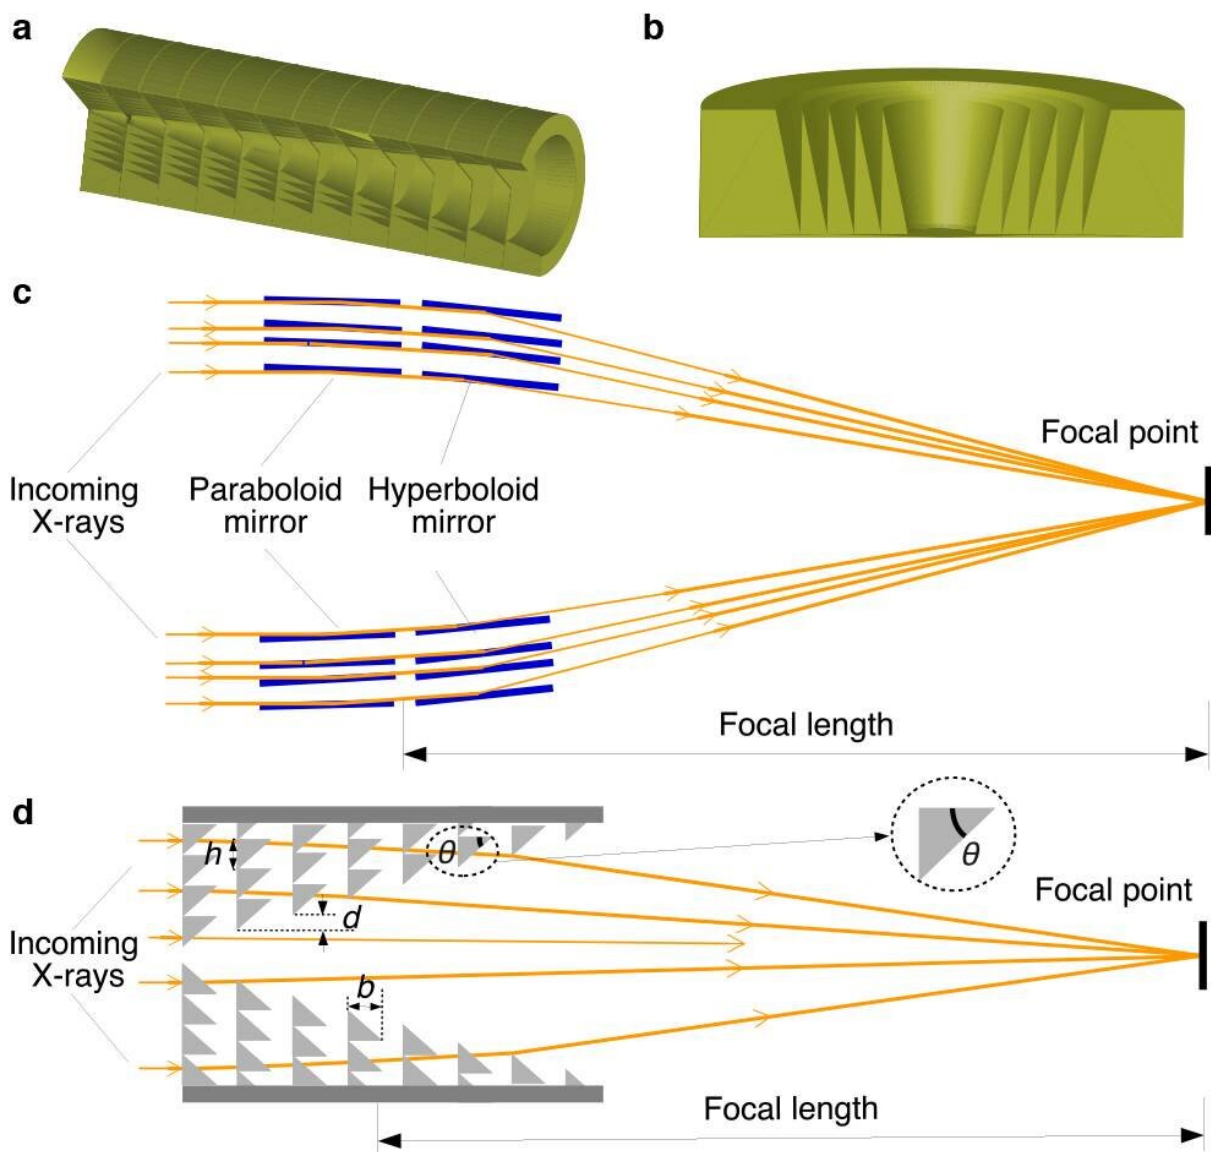 a
b
c
Focal point
Incoming
X-rays
Paraboloid
mirror
Hyperboloid
mirror
Focal length
d
h
θ
d
b
θ
Focal point
Incoming
X-rays
Focal length